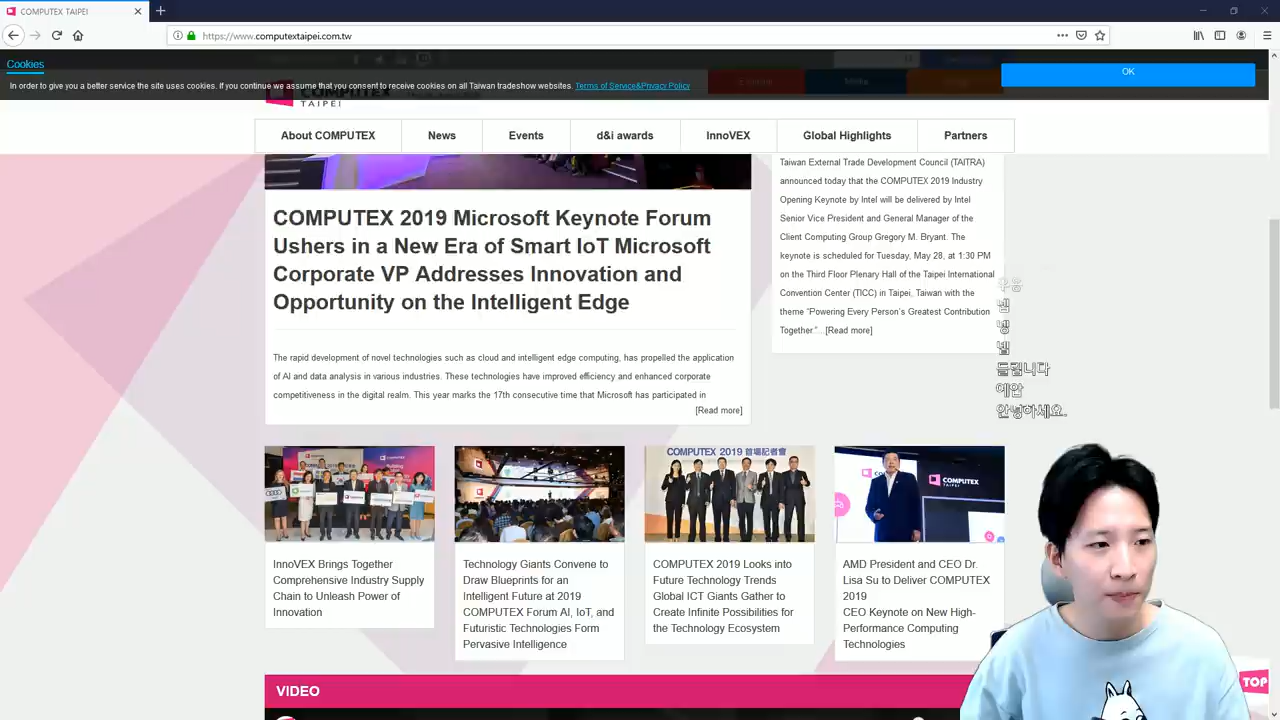 COMPUTEX TAIPEI
https://www.computextaipei.com.tw
Cookies
In order to give you a better service the site uses cookies. If you continue we assume that you consent to receive cookies on all Taiwan tradeshow websites. Terms of Service&Privacy Policy
OK
TAIPEI
About COMPUTEX
News
Events
d&i awards
InnoVEX
Global Highlights
Partners
COMPUTEX 2019 Microsoft Keynote Forum
Ushers in a New Era of Smart IoT Microsoft
Corporate VP Addresses Innovation and
Opportunity on the Intelligent Edge
The rapid development of novel technologies such as cloud and intelligent edge computing, has propelled the application
of AI and data analysis in various industries. These technologies have improved efficiency and enhanced corporate
competitiveness in the digital realm. This year marks the 17th consecutive time that Microsoft has participated in
[Read more]
Taiwan External Trade Development Council (TAITRA)
announced today that the COMPUTEX 2019 Industry
Opening Keynote by Intel will be delivered by Intel
Senior Vice President and General Manager of the
Client Computing Group Gregory M. Bryant. The
keynote is scheduled for Tuesday, May 28, at 1:30 PM
on the Third Floor Plenary Hall of the Taipei International
Convention Center (TICC) in Taipei, Taiwan with the
theme “Powering Every Person's Greatest Contribution
Together.”...[Read more]
넴
넹
넬
들립니다
예압
안녕하세요.
COMPUTEX 2019 首場記者會
COMPUTEX
TAIPEI
InnoVEX Brings Together
Comprehensive Industry Supply
Chain to Unleash Power of
Innovation
Technology Giants Convene to
Draw Blueprints for an
Intelligent Future at 2019
COMPUTEX Forum AI, IoT, and
Futuristic Technologies Form
Pervasive Intelligence
COMPUTEX 2019 Looks into
Future Technology Trends
Global ICT Giants Gather to
Create Infinite Possibilities for
the Technology Ecosystem
AMD President and CEO Dr.
Lisa Su to Deliver COMPUTEX
2019
CEO Keynote on New High-
Performance Computing
Technologies
VIDEO
TOP